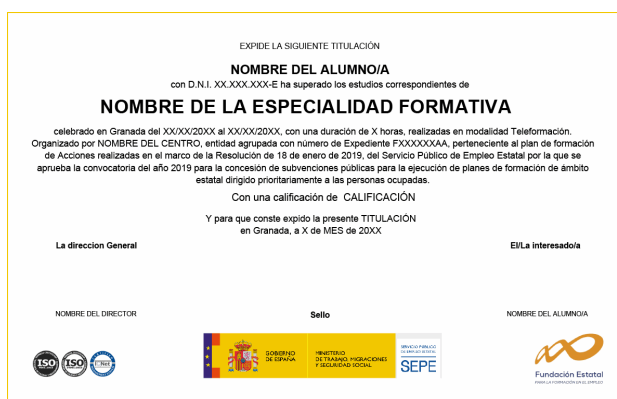 EXPIDE LA SIGUIENTE TITULACIÓN
NOMBRE DEL ALUMNO/A
con D.N.I. XX.XXX.XXX-E ha superado los estudios correspondientes de
NOMBRE DE LA ESPECIALIDAD FORMATIVA
celebrado en Granada del XX/XX/20XX al XX/XX/20XX, con una duración de X horas, realizadas en modalidad Teleformación.
Organizado por NOMBRE DEL CENTRO, entidad agrupada con número de Expediente FXXXXXXAA, perteneciente al plan de formación
de Acciones realizadas en el marco de la Resolución de 18 de enero de 2019, del Servicio Público de Empleo Estatal por la que se
aprueba la convocatoria del año 2019 para la concesión de subvenciones públicas para la ejecución de planes de formación de ámbito
estatal dirigido prioritariamente a las personas ocupadas.
Con una calificación de CALIFICACIÓN
Y para que conste expido la presente TITULACIÓN
en Granada, a X de MES de 20XX
La direccion General
El/La interesado/a
NOMBRE DEL DIRECTOR
Sello
NOMBRE DEL ALUMNO/A
ISO
ISO
GOBIERNO
DE ESPAÑA
MINISTERIO
DE TRABAJO, MIGRACIONES
Y SEGURIDAD SOCIAL
SERVICIO PÚBLICO
DE EMPLEO ESTATAL
SEPE
Fundación Estatal
PARA LA FORMACIÓN EN EL EMPLEO